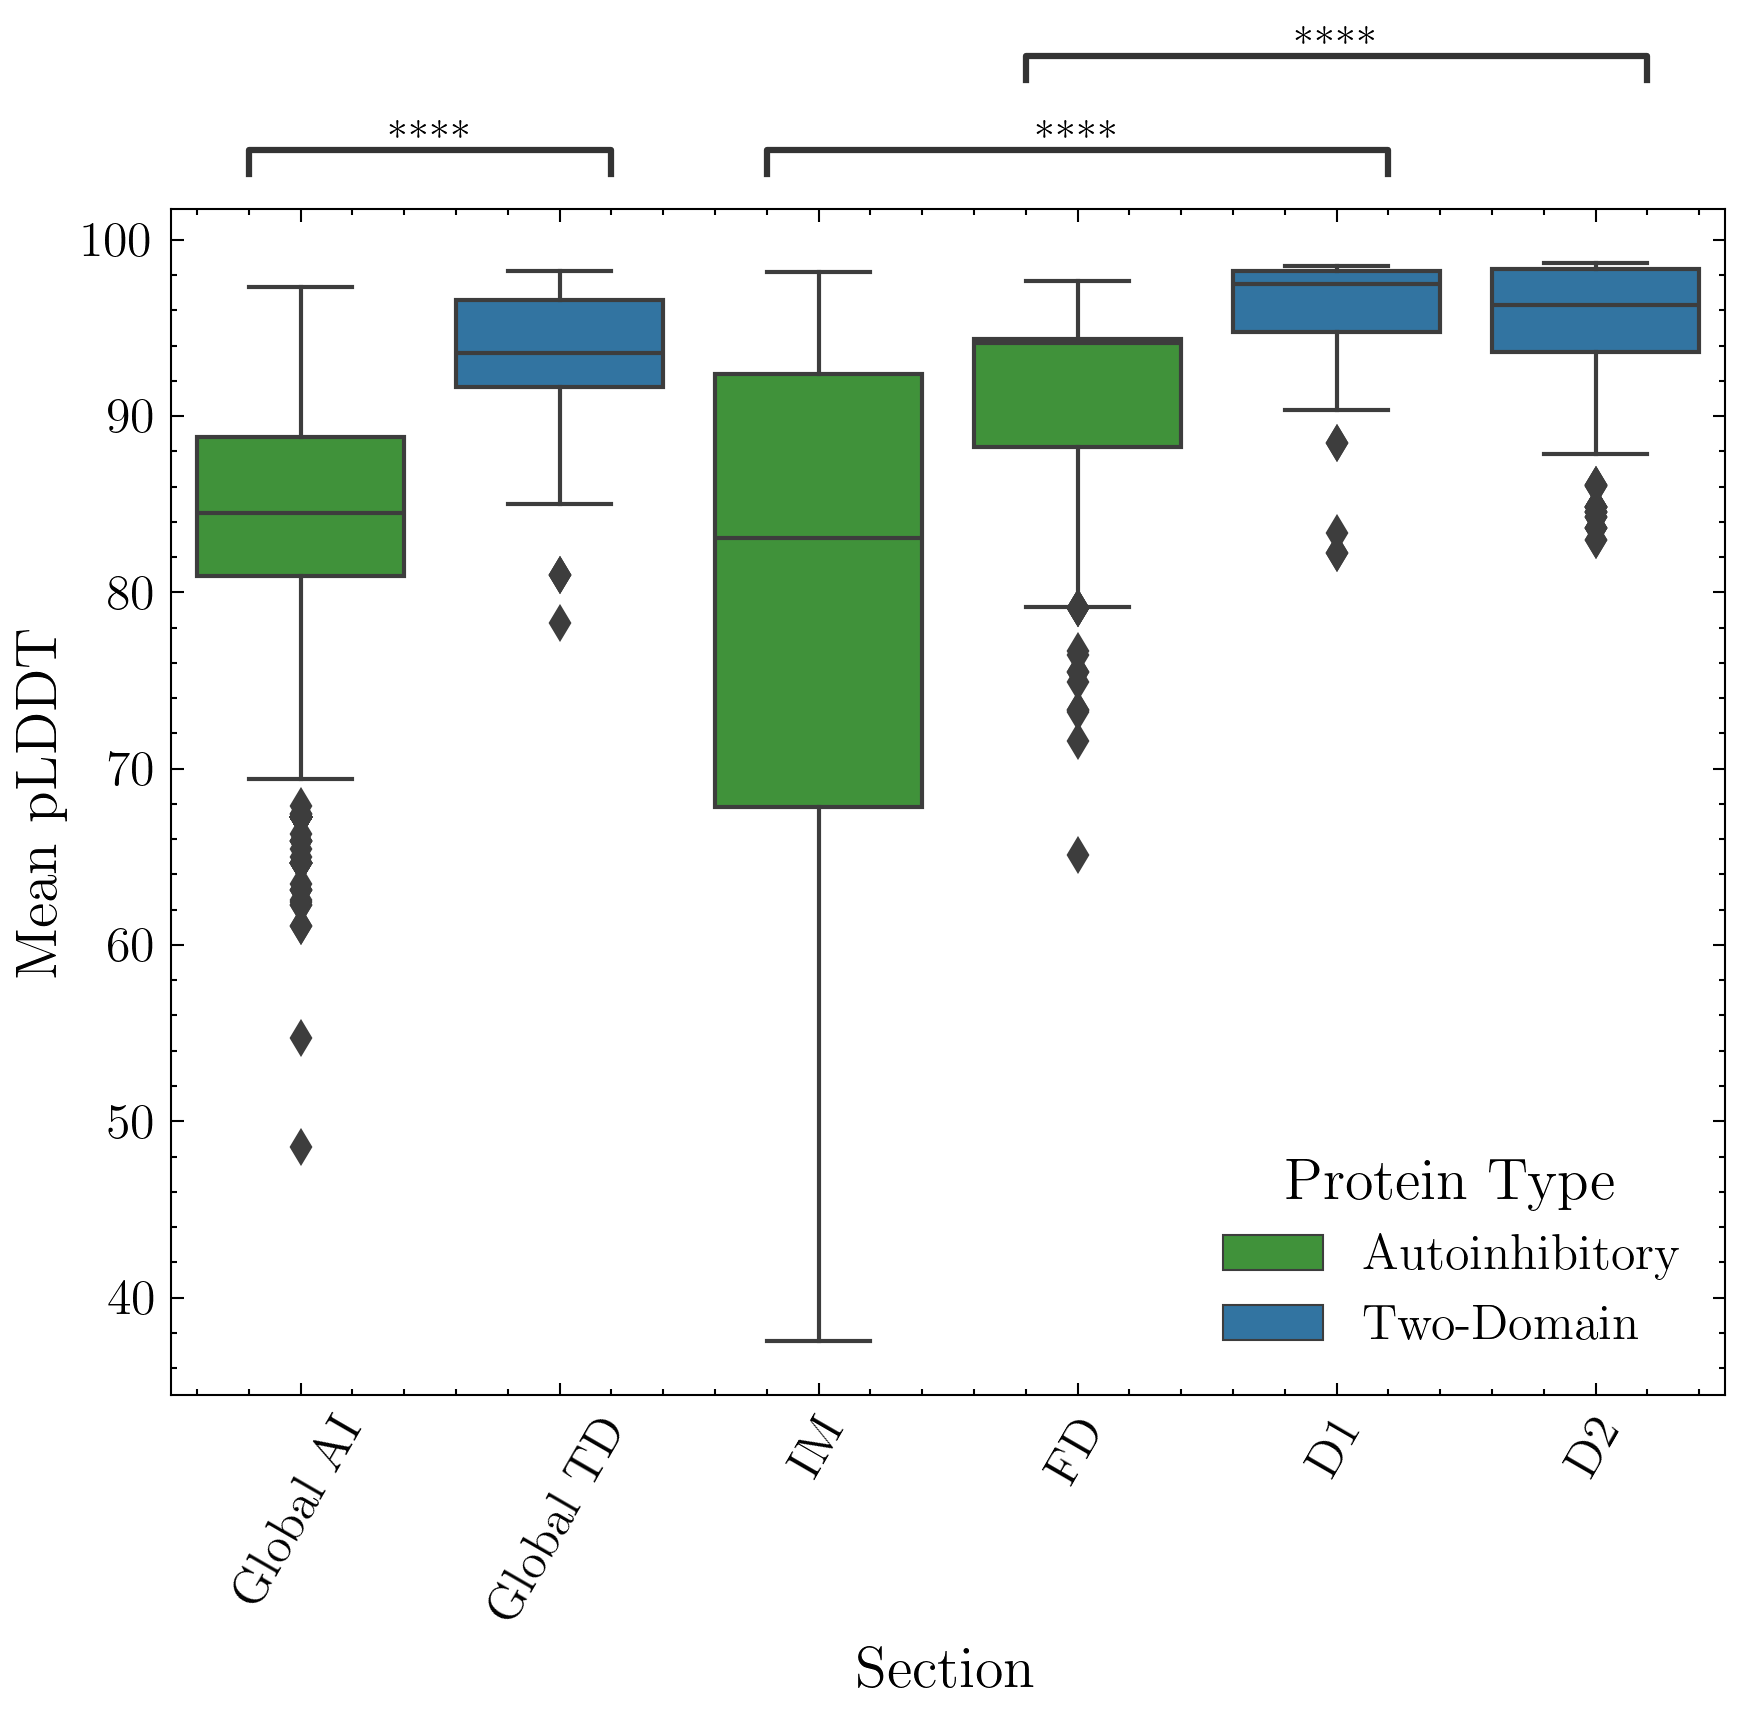 ****
**** ****
100
90
80
70
60
50
40
Mean pLDDT
Protein Type
Autoinhibitory
Two-Domain
Global AI
Global TD
IM
FD
D1
D2
Section